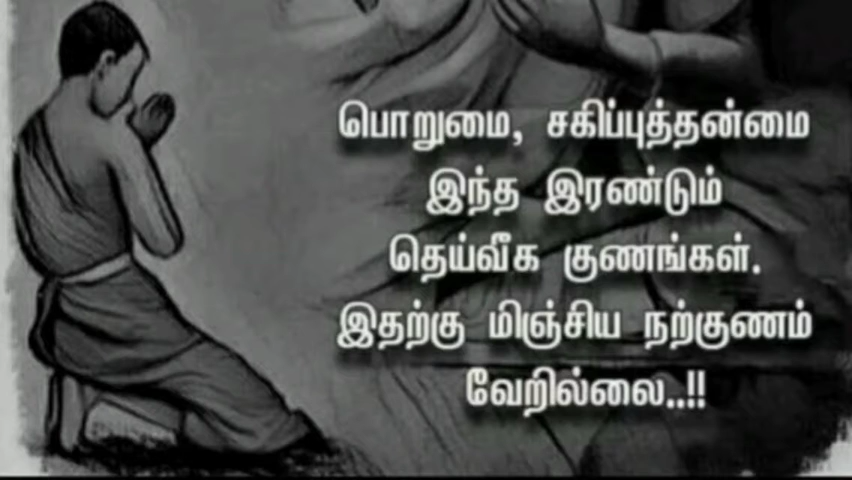 பொறுமை, சகிப்புத்தன்மை
இந்த இரண்டும்
தெய்வீக குணங்கள்.
இதற்கு மிஞ்சிய நற்குணம்
வேறில்லை..!!